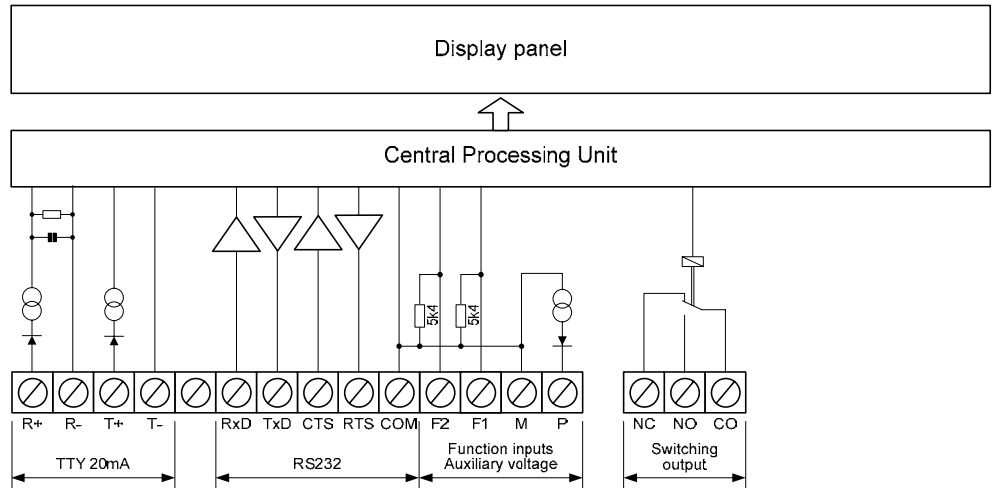 Display panel
Central Processing Unit
5k4 5k4
R+ R- T+ T- RxD TxD CTS RTS COM F2 F1 M P NC NO CO
TTY 20mA
RS232
Function inputs
Auxiliary voltage
Switching
output